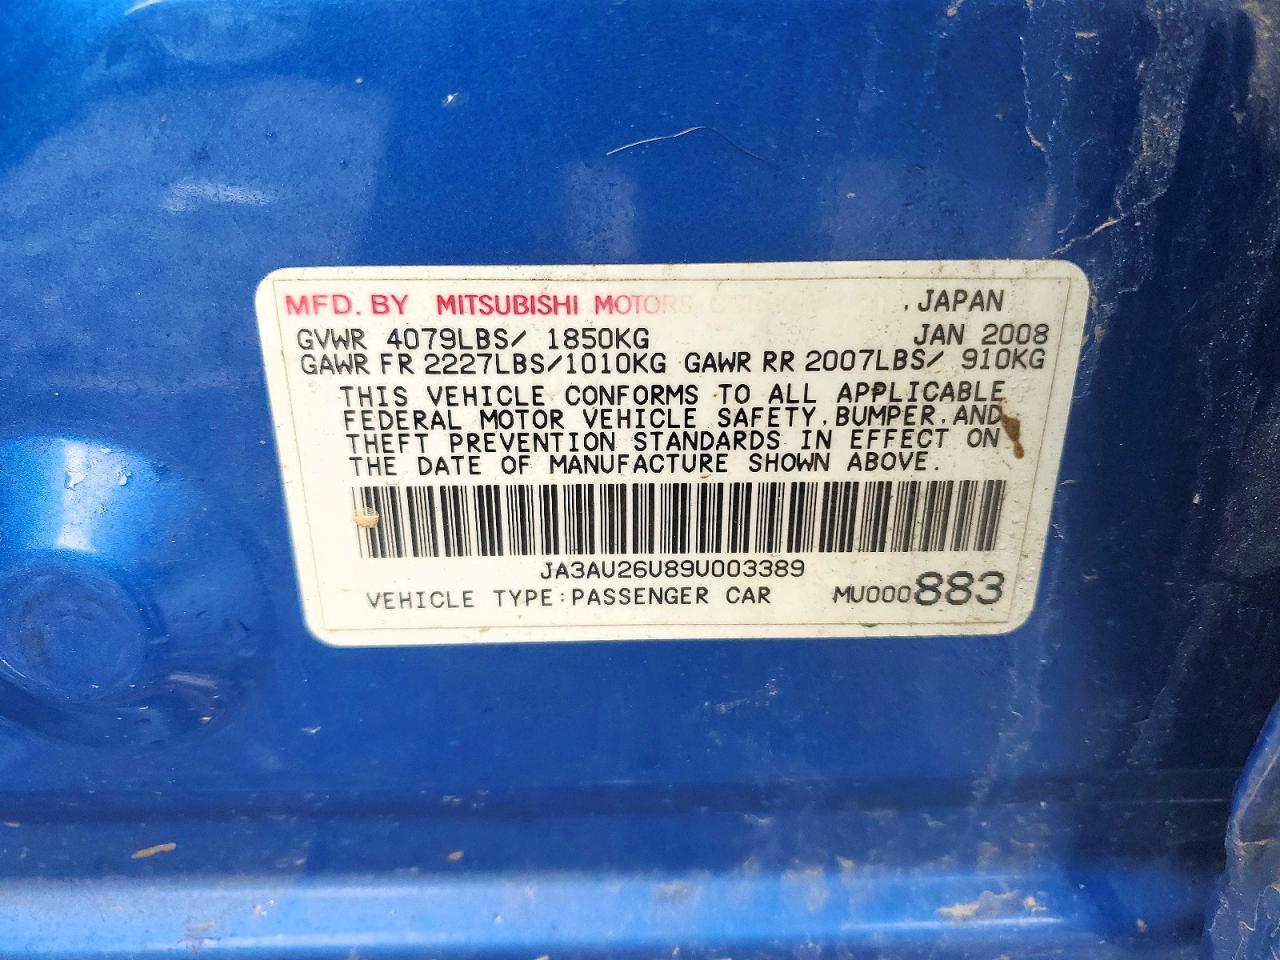 MFD. BY MITSUBISHI MOTORS , JAPAN
GVWR 4079LBS/ 1850KG JAN 2008
GAWR FR 2227LBS/1010KG GAWR RR 2007LBS/ 910KG
THIS VEHICLE CONFORMS TO ALL APPLICABLE
FEDERAL MOTOR VEHICLE SAFETY, BUMPER, AND
THEFT PREVENTION STANDARDS IN EFFECT ON
THE DATE OF MANUFACTURE SHOWN ABOVE.
JA3AU26U89U003389
VEHICLE TYPE:PASSENGER CAR MU000883